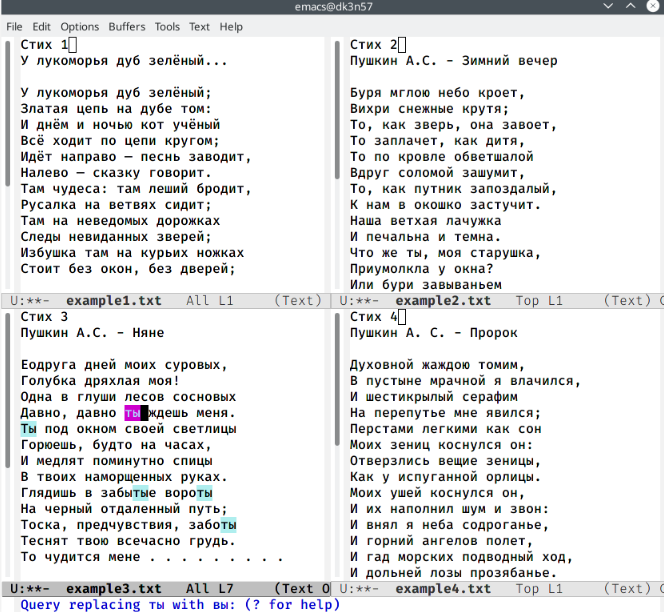 emacs@dk3n57
File Edit Options Buffers Tools Text Help
Стих 1
У лукоморья дуб зелёный...
У лукоморья дуб зелёный;
Златая цепь на дубе том:
И днём и ночью кот учёный
Всё ходит по цепи кругом;
Идёт направо — песнь заводит,
Налево — сказку говорит.
Там чудеса: там леший бродит,
Русалка на ветвях сидит;
Там на неведомых дорожках
Следы невиданных зверей;
Избушка там на курьих ножках
Стоит без окон, без дверей;
U:**- example1.txt All L1 (Text)
Стих 2
Пушкин А.С. - Зимний вечер
Буря мглою небо кроет,
Вихри снежные крутя;
То, как зверь, она завоет,
То заплачет, как дитя,
То по кровле обветшалой
Вдруг соломой зашумит,
То, как путник запоздалый,
К нам в окошко застучит.
Наша ветхая лачужка
И печальна и темна.
Что же ты, моя старушка,
Приумолкла у окна?
Или бури завываньем
U:**- example2.txt Top L1 (Text)
Стих 3
Пушкин А.С. - Няне
Еодруга дней моих суровых,
Голубка дряхлая моя!
Одна в глуши лесов сосновых
Давно, давно ты ждешь меня.
Ты под окном своей светлицы
Горюешь, будто на часах,
И медлят поминутно спицы
В твоих наморщенных руках.
Глядишь в забытые вороты
На черный отдаленный путь;
Тоска, предчувствия, заботы
Теснят твою всечасно грудь.
То чудится мене . . . . . . . . .
U:**- example3.txt All L7 (Text O
Стих 4
Пушкин А. С. - Пророк
Духовной жаждою томим,
В пустыне мрачной я влачился,
И шестикрылый серафим
На перепутье мне явился;
Перстами легкими как сон
Моих зениц коснулся он:
Отверзлись вещие зеницы,
Как у испуганной орлицы.
Моих ушей коснулся он,
И их наполнил шум и звон:
И внял я неба содроганье,
И горний ангелов полет,
И гад морских подводный ход,
И дольней лозы прозябанье.
U:**- example4.txt Top L1 (Text)
Query replacing ты with вы: (? for help)